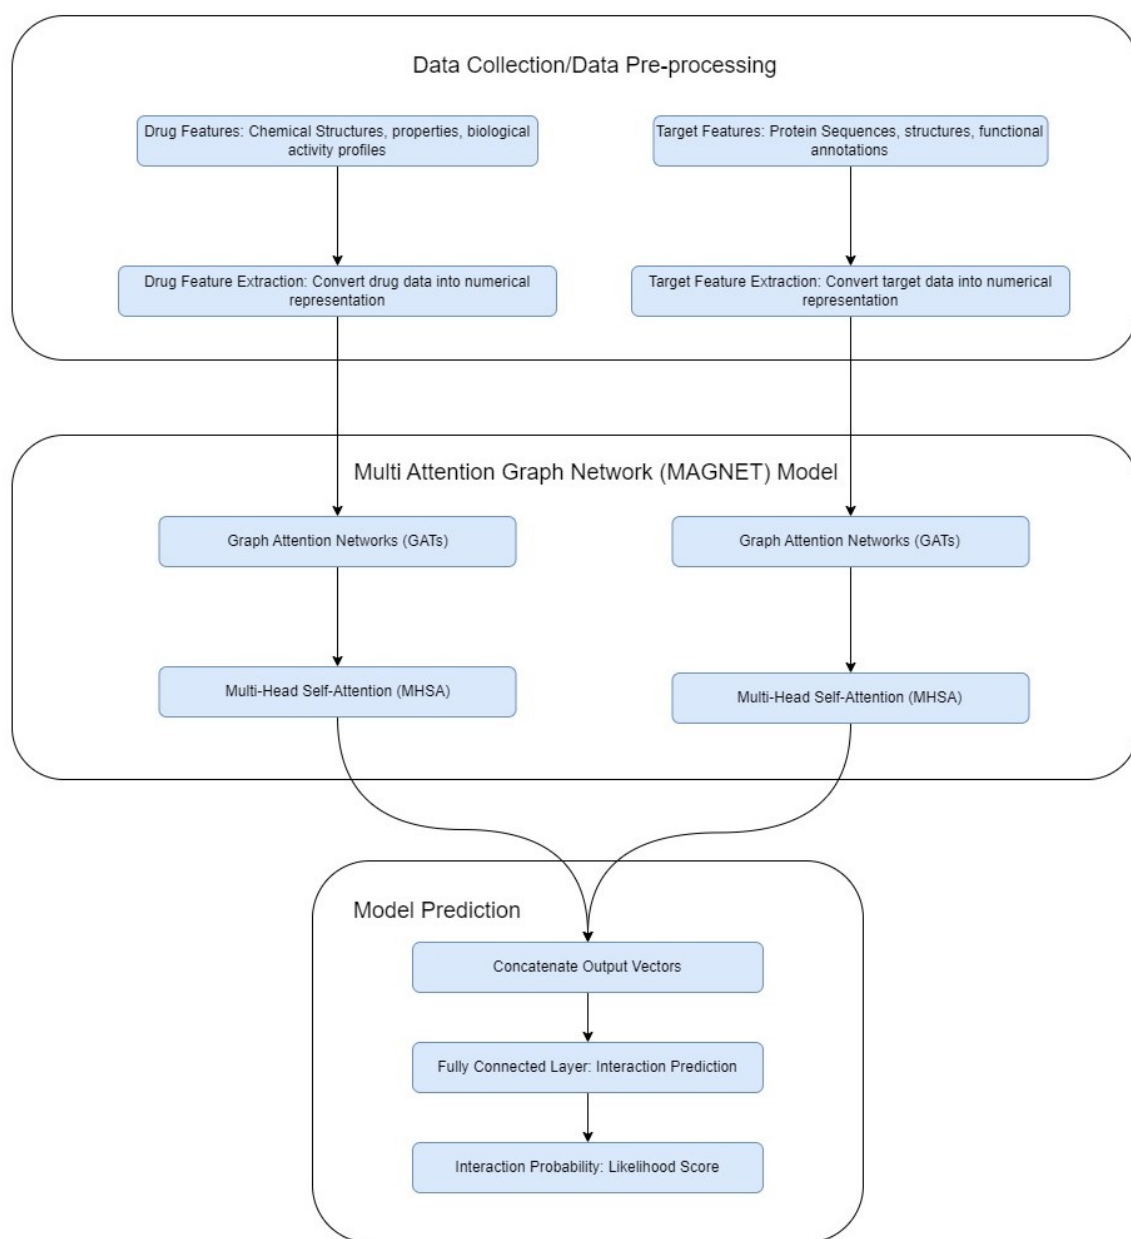 Data Collection/Data Pre-processing
Drug Features: Chemical Structures, properties, biological
activity profiles
Target Features: Protein Sequences, structures, functional
annotations
Drug Feature Extraction: Convert drug data into numerical
representation
Target Feature Extraction: Convert target data into numerical
representation
Multi Attention Graph Network (MAGNET) Model
Graph Attention Networks (GATs)
Graph Attention Networks (GATs)
Multi-Head Self-Attention (MHSA)
Multi-Head Self-Attention (MHSA)
Model Prediction
Concatenate Output Vectors
Fully Connected Layer: Interaction Prediction
Interaction Probability: Likelihood Score